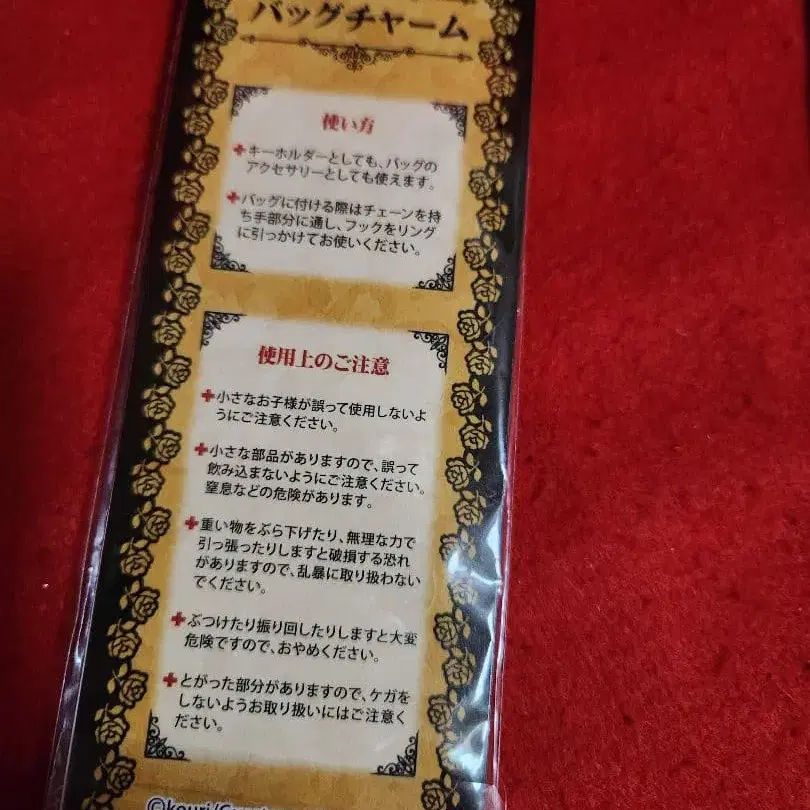 バッグチャーム
使い方
キーホルダーとしても、バッグの
アクセサリーとしても使えます。
バッグに付ける際はチェーンを持
ち手部分に通し、フックをリング
に引っかけてお使いください。
使用上のご注意
小さなお子様が誤って使用しないよ
うにご注意ください。
小さな部品がありますので、誤って
飲み込まないようにご注意ください。
窒息などの危険があります。
重い物をぶら下げたり、無理な力で
引っ張ったりしますと破損する恐れ
がありますので、乱暴に取り扱わない
でください。
ぶつけたり振り回したりしますと大変
危険ですので、おやめください。
とがった部分がありますので、ケガを
しないようお取り扱いにはご注意く
ださい。
©kouri/